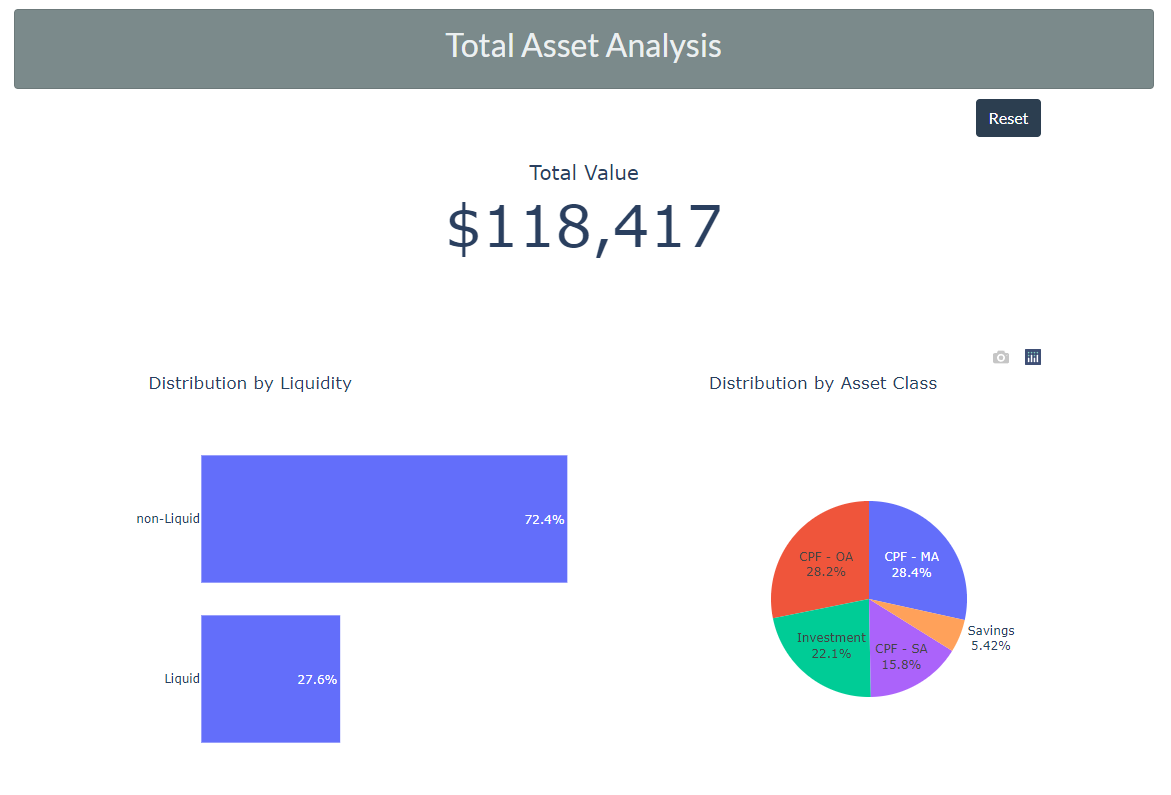 Total Asset Analysis
Reset
Total Value
$118,417
Distribution by Liquidity
non-Liquid
72.4%
Liquid
27.6%
Distribution by Asset Class
CPF - OA
28.2%
CPF - MA
28.4%
Investment
22.1%
CPF - SA
15.8%
Savings
5.42%